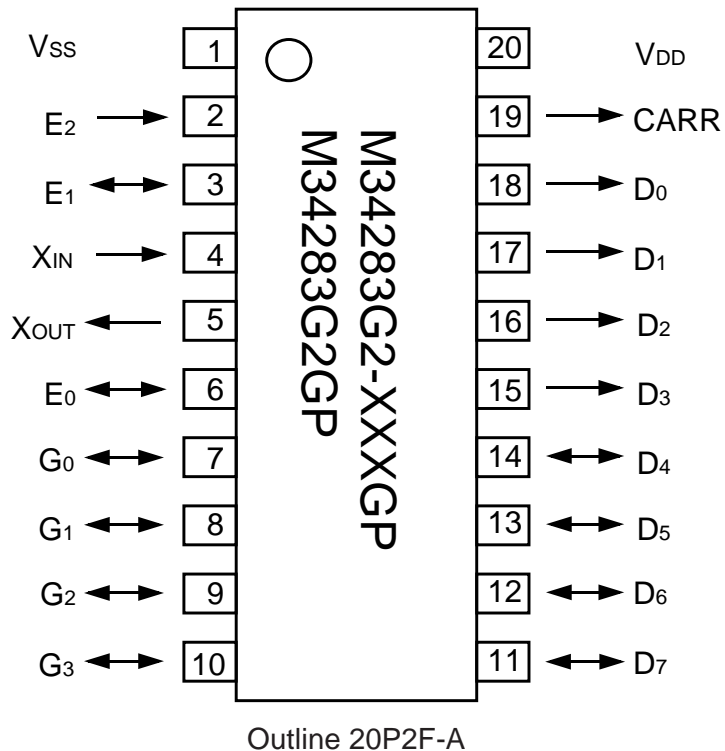 VSS 1 20 VDD
E2 2 19 CARR
E1 3 18 D0
XIN 4 17 D1
XOUT 5 16 D2
E0 6 15 D3
G0 7 14 D4
G1 8 13 D5
G2 9 12 D6
G3 10 11 D7
M34283G2-XXXGP
M34283G2GP
Outline 20P2F-A